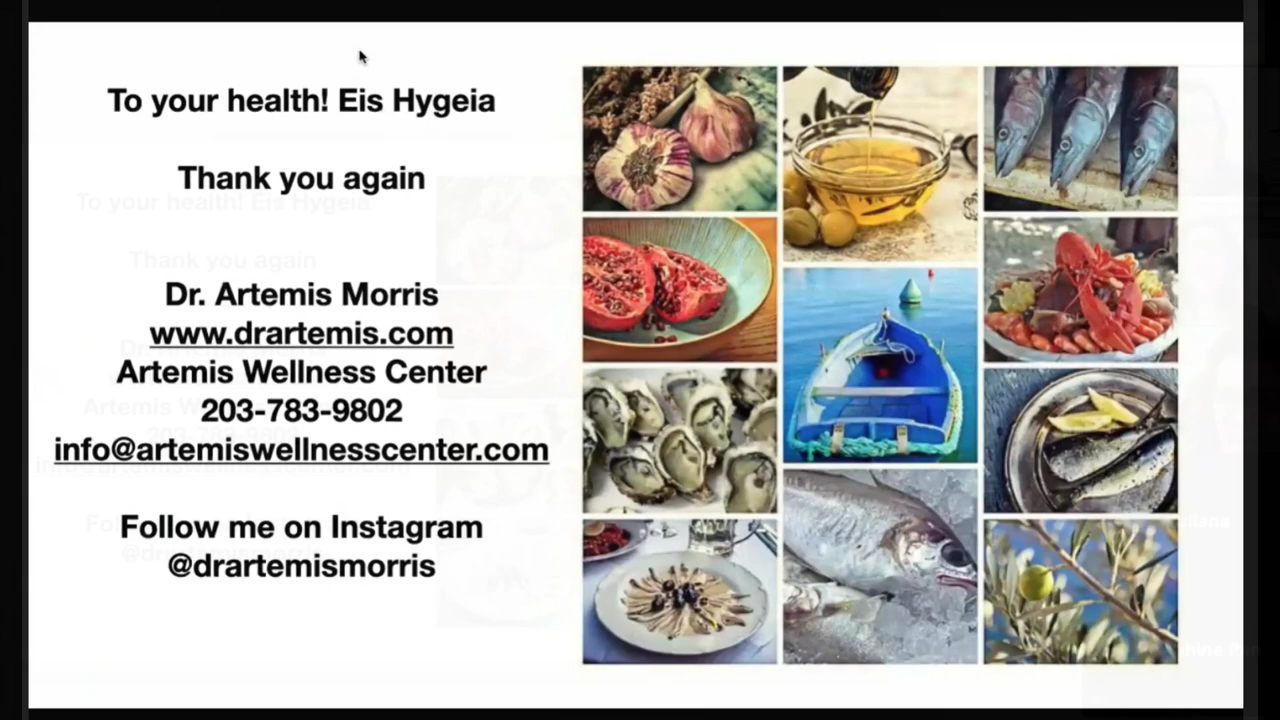 To your health! Eis Hygeia
Thank you again
Dr. Artemis Morris
www.drartemis.com
Artemis Wellness Center
203-783-9802
info@artemiswellnesscenter.com
Follow me on Instagram
@drartemismorris